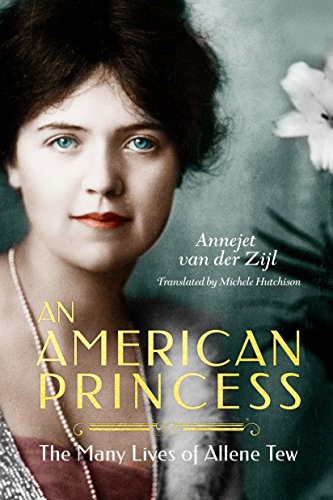 Annejet
van der Zijl
Translated by Michele Hutchison
AN
AMERICAN
PRINCESS
The Many Lives of Allene Tew